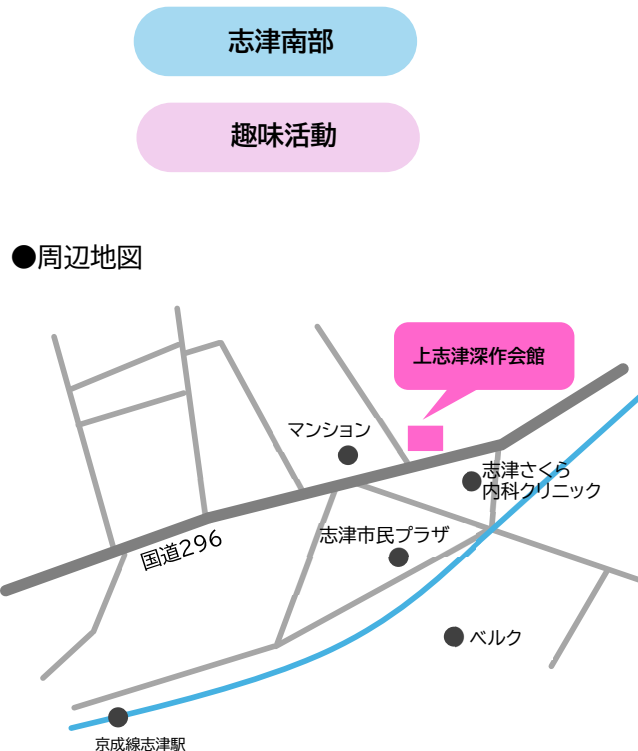 志津南部
趣味活動
●周辺地図
上志津深作会館
マンション
志津さくら
内科クリニック
志津市民プラザ
国道296
ベルク
京成線志津駅